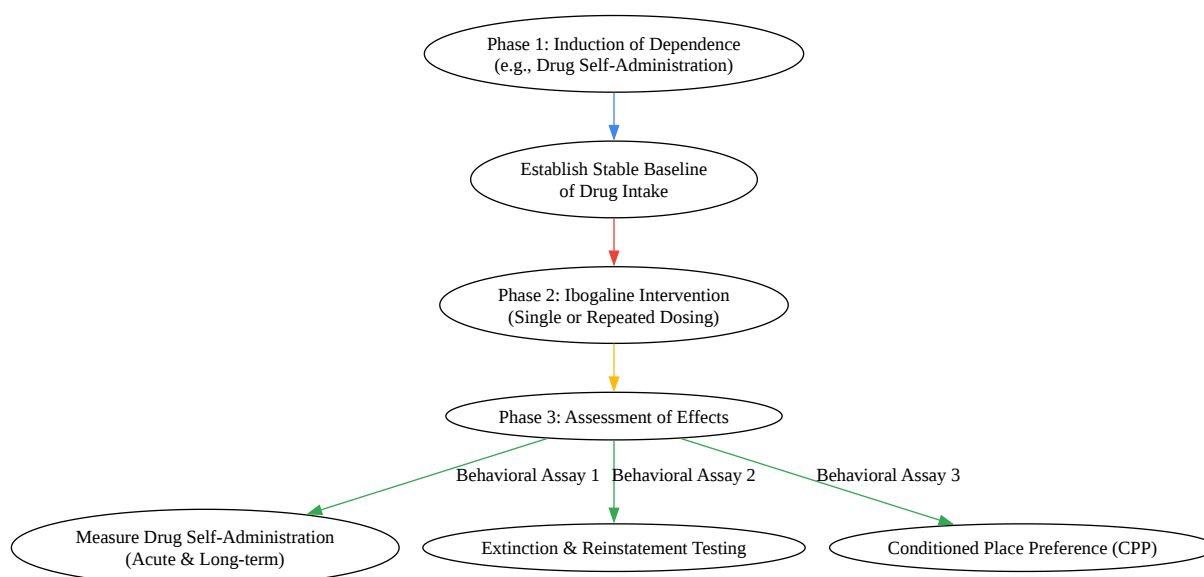 Phase 1: Induction of Dependence
(e.g., Drug Self-Administration)
Establish Stable Baseline
of Drug Intake
Phase 2: Ibogaline Intervention
(Single or Repeated Dosing)
Phase 3: Assessment of Effects
Behavioral Assay 1
Behavioral Assay 2
Behavioral Assay 3
Measure Drug Self-Administration
(Acute & Long-term)
Extinction & Reinstatement Testing
Conditioned Place Preference (CPP)